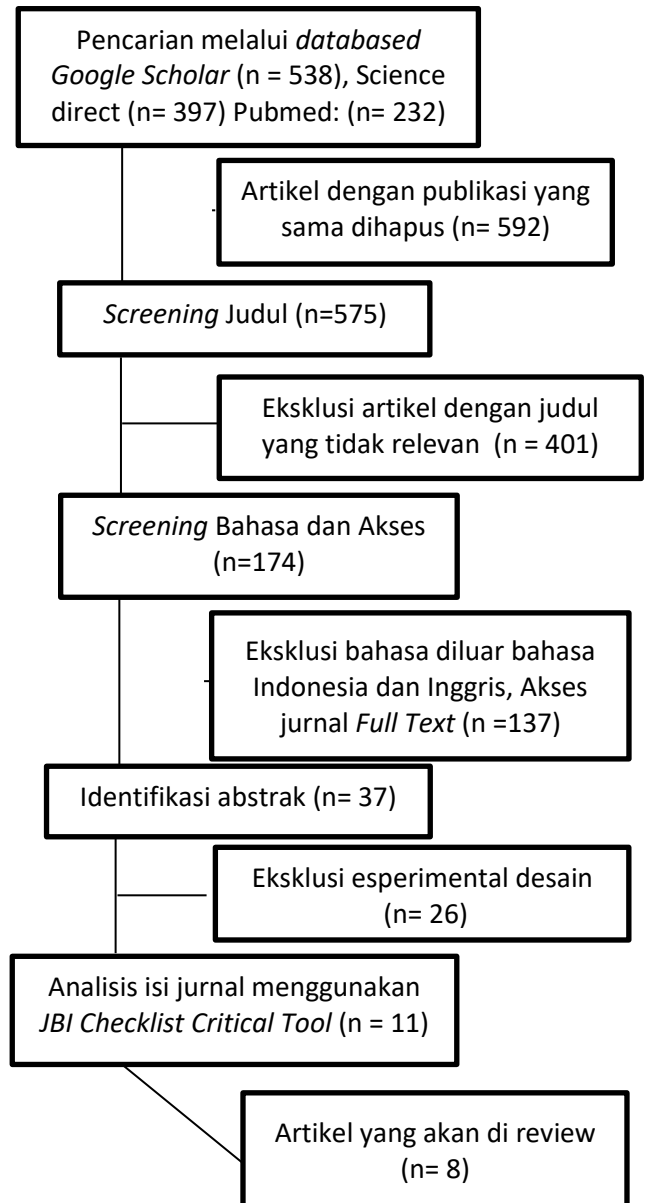 Pencarian melalui databased
Google Scholar (n = 538), Science
direct (n= 397) Pubmed: (n= 232)
Artikel dengan publikasi yang
sama dihapus (n= 592)
Screening Judul (n=575)
Eksklusi artikel dengan judul
yang tidak relevan (n = 401)
Screening Bahasa dan Akses
(n=174)
Eksklusi bahasa diluar bahasa
Indonesia dan Inggris, Akses
jurnal Full Text (n =137)
Identifikasi abstrak (n= 37)
Eksklusi esperimental desain
(n= 26)
Analisis isi jurnal menggunakan
JBI Checklist Critical Tool (n = 11)
Artikel yang akan di review
(n= 8)